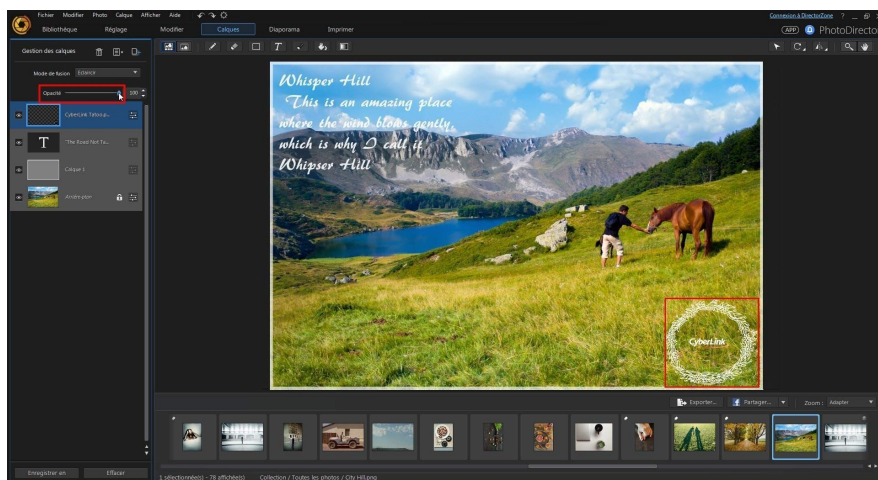 Fichier Modifier Photo Calque Afficher Aide
Connexion à DirectorZone ?
Bibliothèque Réglage Modifier Calques Diaporama Imprimer
APP PhotoDirector
Gestion des calques
Mode de fusion Eclaircir
Opacité 100
CyberLink Tatoo.p...
T "The Road Not Ta...
Calque 1
Arrière-plan
Whisper Hill
This is an amazing place
where the wind blows gently,
which is why I call it
Whipser Hill
CyberLink
Exporter... Partager... Zoom : Adapter
Enregistrer en Effacer
1 sélectionnée(s) - 78 affichée(s) Collection / Toutes les photos / City Hill.png